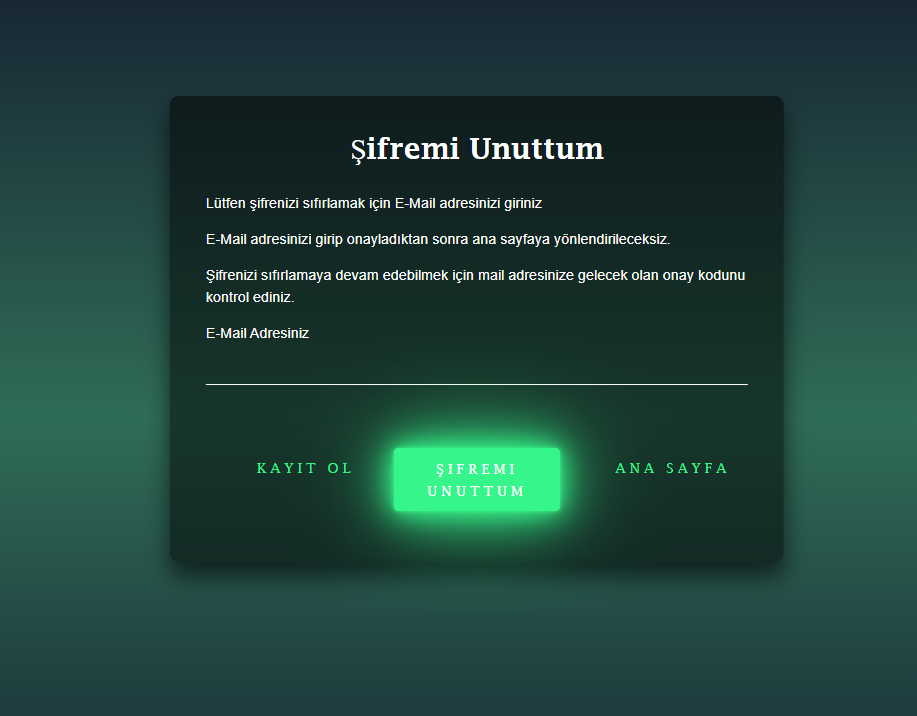 Şifremi Unuttum
Lütfen şifrenizi sıfırlamak için E-Mail adresinizi giriniz
E-Mail adresinizi girip onayladıktan sonra ana sayfaya yönlendirileceksiz.
Şifrenizi sıfırlamaya devam edebilmek için mail adresinize gelecek olan onay kodunu
kontrol ediniz.
E-Mail Adresiniz
KAYIT OL
ŞIFREMI
UNUTTUM
ANA SAYFA